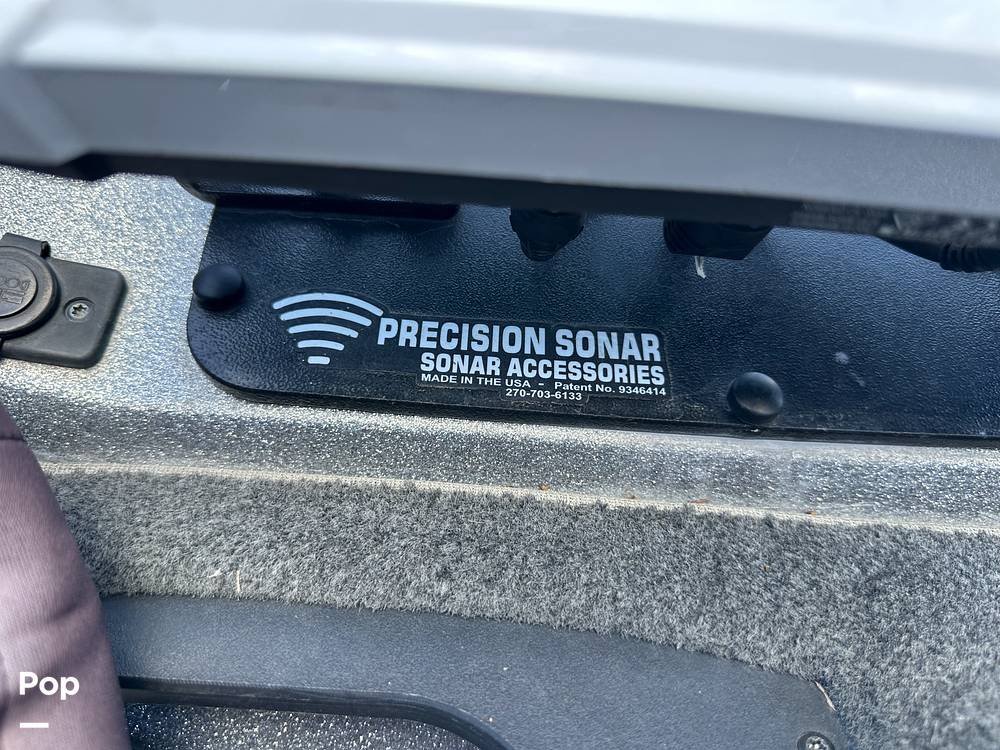 PRECISION SONAR
SONAR ACCESSORIES
MADE IN THE USA - Patent No. 9346414
270-703-6133
Pop